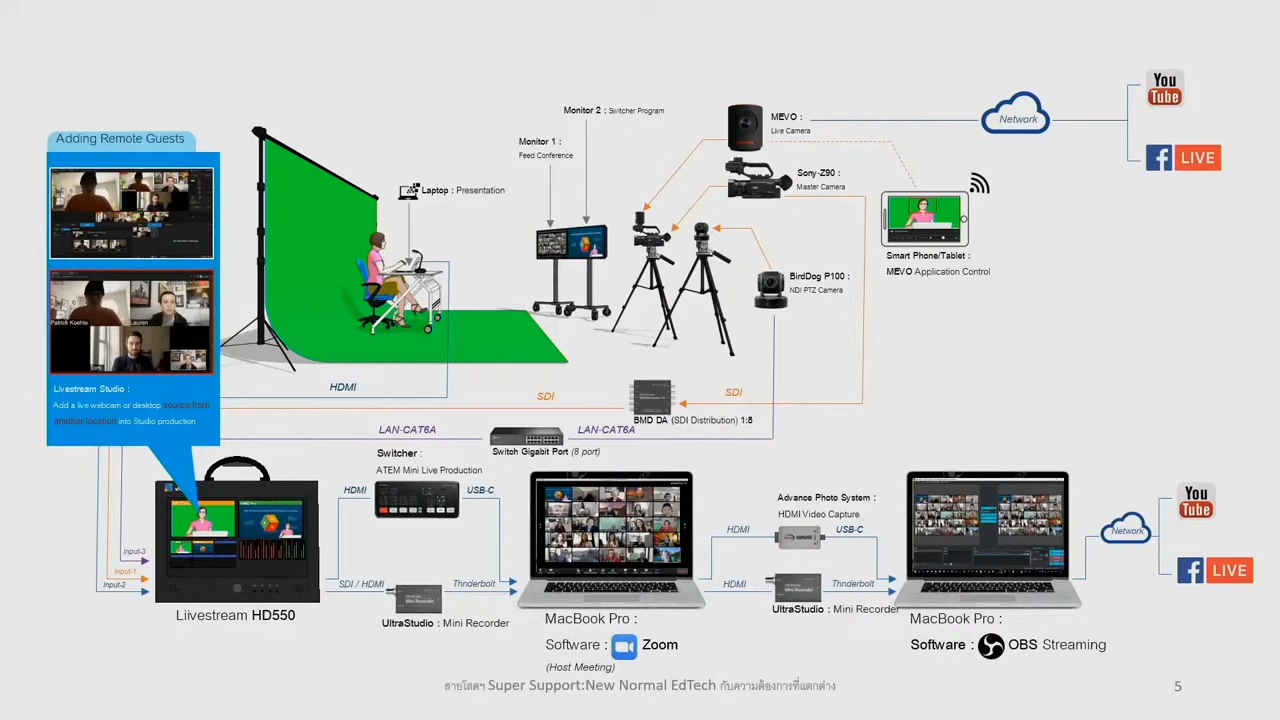 Adding Remote Guests
Patrick Koehle
Lauren
Livestream Studio :
Add a live webcam or desktop source from
another location into Studio production
Laptop : Presentation
Monitor 1 :
Feed Conference
Monitor 2 : Switcher Program
MEVO :
Live Camera
Sony-Z90 :
Master Camera
BirdDog P100 :
NDI PTZ Camera
Network
You
Tube
LIVE
Smart Phone/Tablet :
MEVO Application Control
HDMI
SDI
SDI
BMD DA (SDI Distribution) 1:8
LAN-CAT6A
LAN-CAT6A
Switch Gigabit Port (8 port)
Switcher :
ATEM Mini Live Production
HDMI
USB-C
Input-3
Input-1
Input-2
Liivestream HD550
SDI / HDMI
Tnnderbolt
UltraStudio : Mini Recorder
MacBook Pro :
Software : Zoom
(Host Meeting)
Advance Photo System :
HDMI Video Capture
HDMI
USB-C
HDMI
Tnnderbolt
UltraStudio : Mini Recorder
MacBook Pro :
Software : OBS Streaming
Network
You
Tube
LIVE
สายโสตฯ Super Support:New Normal EdTech กับความต้องการที่แตกต่าง
5